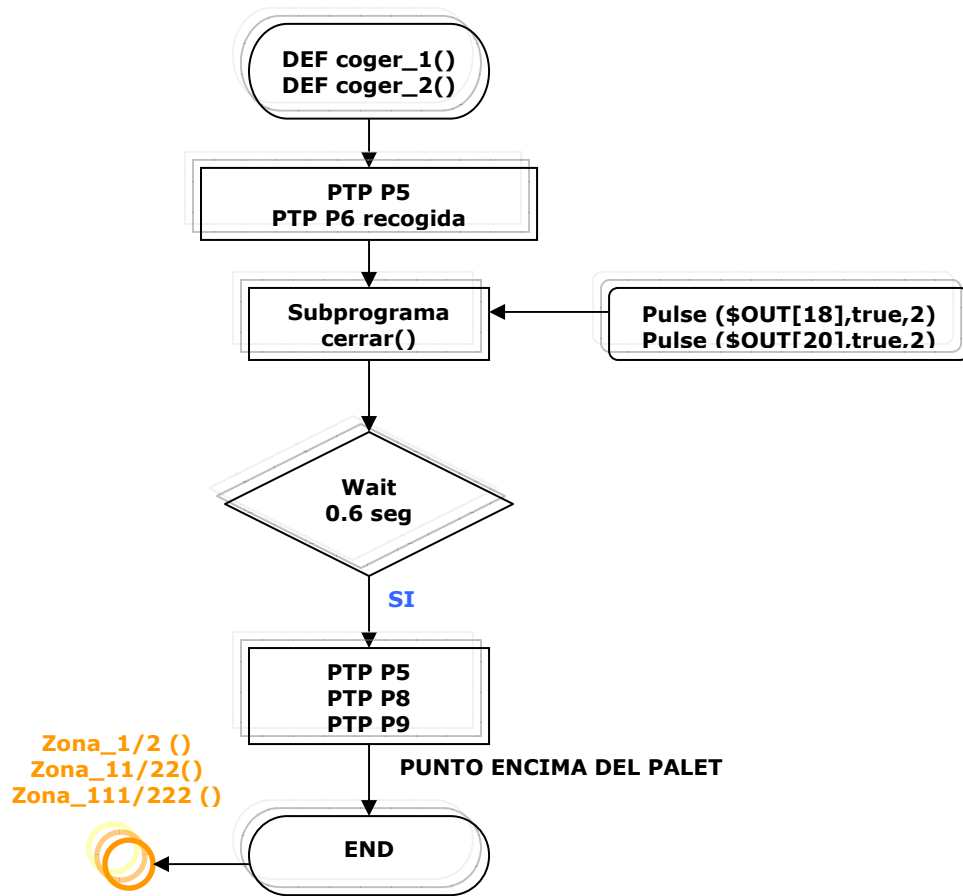 DEF coger_1()
DEF coger_2()
PTP P5
PTP P6 recogida
Subprograma
cerrar()
Pulse ($OUT[18],true,2)
Pulse ($OUT[20],true,2)
Wait
0.6 seg
SI
PTP P5
PTP P8
PTP P9
Zona_1/2 ()
Zona_11/22()
Zona_111/222 ()
PUNTO ENCIMA DEL PALET
END